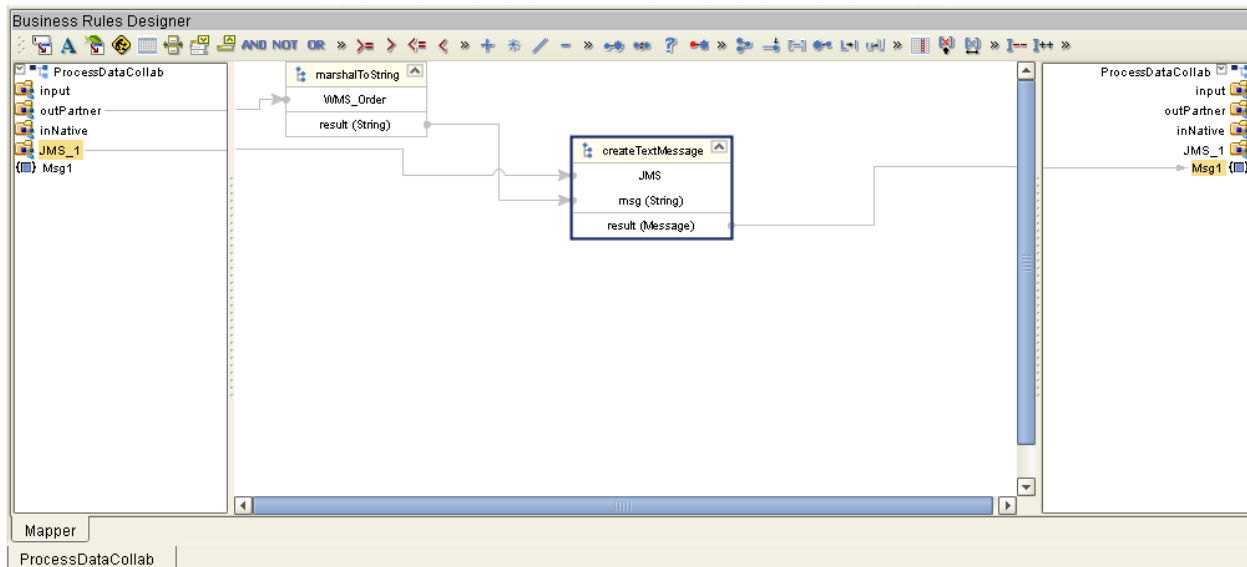 Business Rules Designer
AND NOT OR » >= > <= < » + * / - » ? » » » ]-- ]++ »
ProcessDataCollab
input
outPartner
inNative
JMS_1
{} Msg1
marshalToString
WMS_Order
result (String)
createTextMessage
JMS
msg (String)
result (Message)
ProcessDataCollab
input
outPartner
inNative
JMS_1
Msg1 {}
Mapper
ProcessDataCollab